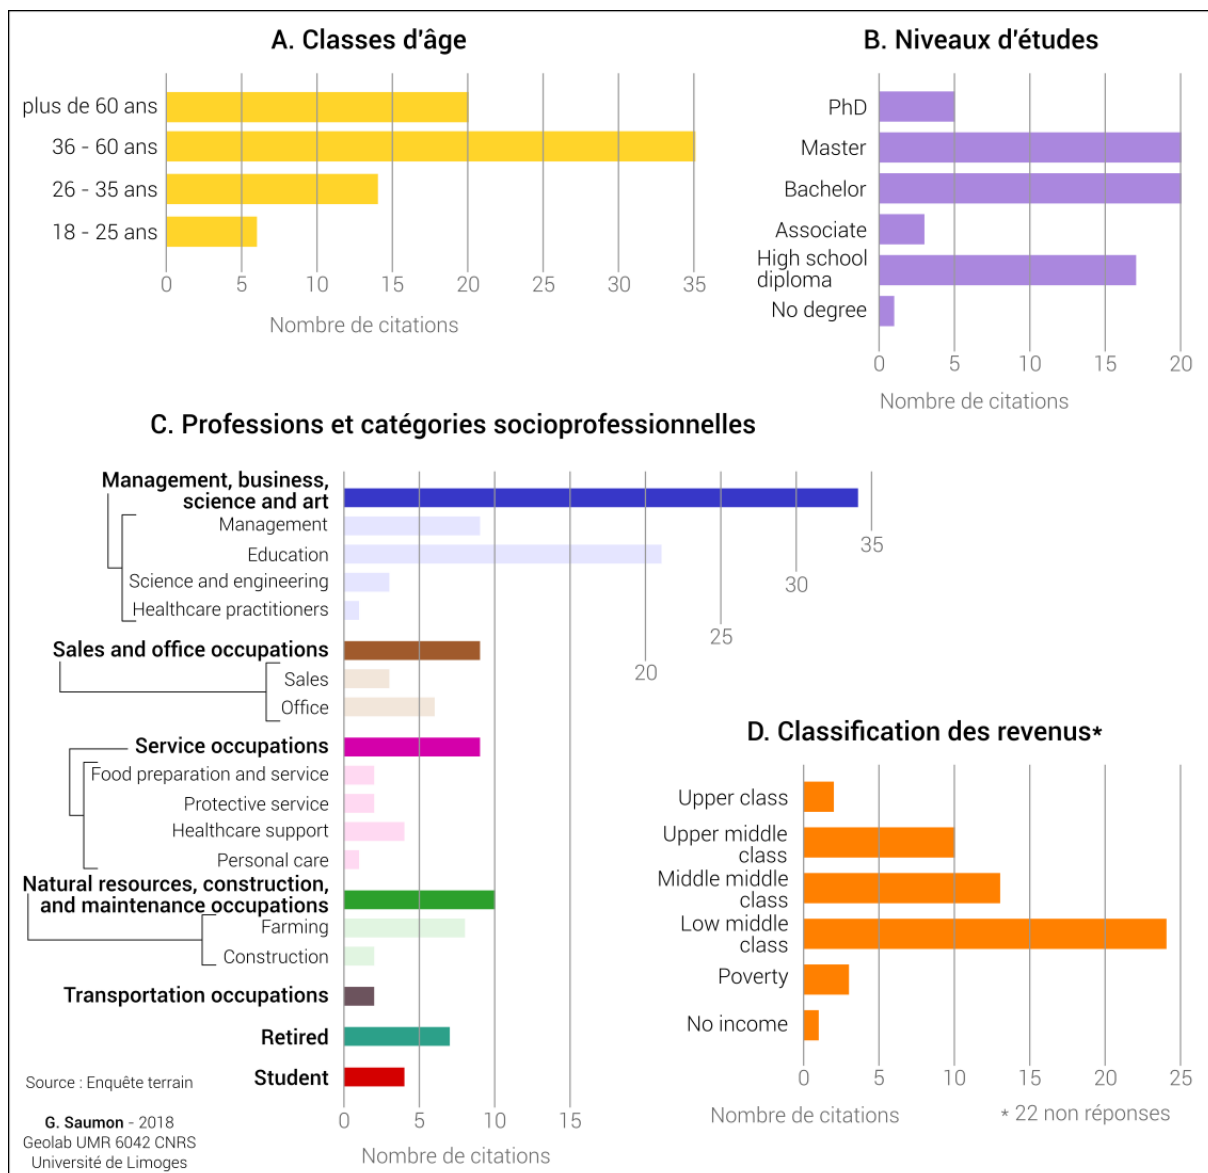 A. Classes d'âge
plus de 60 ans
36 - 60 ans
26 - 35 ans
18 - 25 ans
0 5 10 15 20 25 30 35
Nombre de citations
B. Niveaux d'études
PhD
Master
Bachelor
Associate
High school
diploma
No degree
0 5 10 15 20
Nombre de citations
C. Professions et catégories socioprofessionnelles
Management, business,
science and art
Management
Education
Science and engineering
Healthcare practitioners
Sales and office occupations
Sales
Office
Service occupations
Food preparation and service
Protective service
Healthcare support
Personal care
Natural resources, construction,
and maintenance occupations
Farming
Construction
Transportation occupations
Retired
Student
0 5 10 15
20
25
30
35
Nombre de citations
D. Classification des revenus*
Upper class
Upper middle
class
Middle middle
class
Low middle
class
Poverty
No income
0 5 10 15 20 25
Nombre de citations
* 22 non réponses
Source : Enquête terrain
G. Saumon - 2018
Geolab UMR 6042 CNRS
Université de Limoges